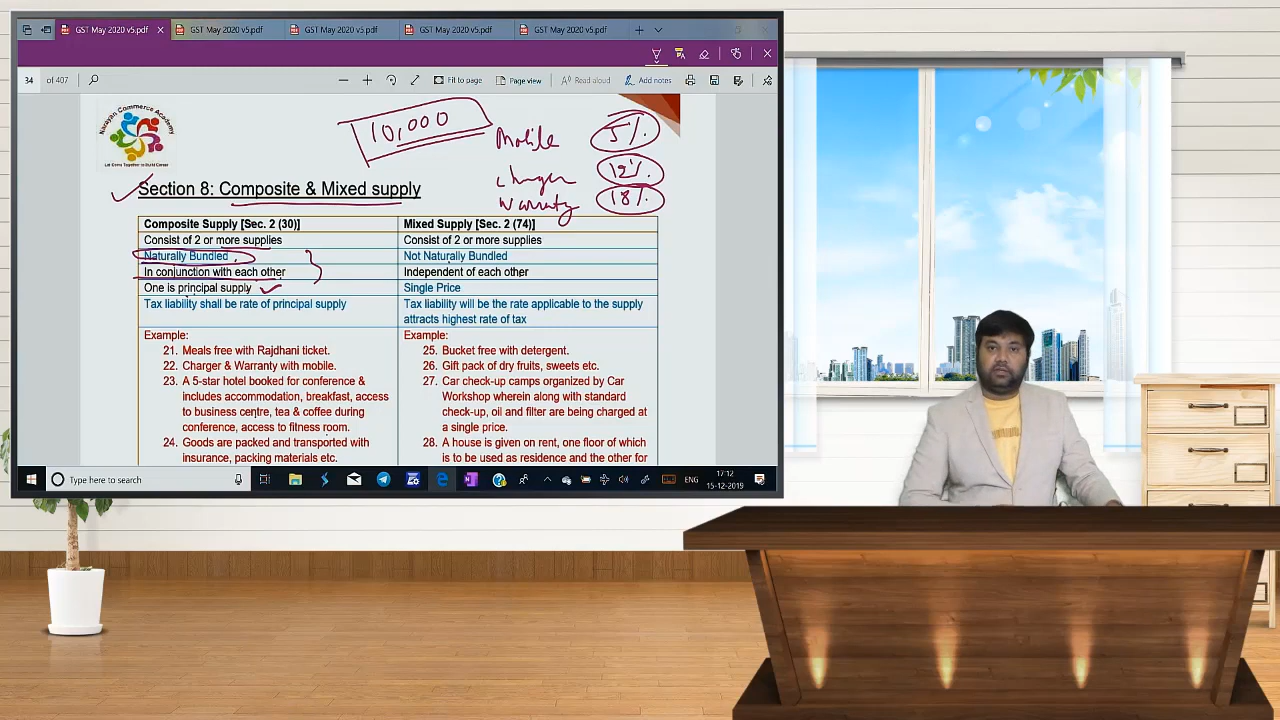 GST May 2020 v5.pdf
GST May 2020 v5.pdf
GST May 2020 v5.pdf
GST May 2020 v5.pdf
GST May 2020 v5.pdf
34 of 407
Fit to page
Page view
Read aloud
Add notes
Navayan Commerce Academy
Let Come Together to Build Career
10,000
Mobile 5%
Charger 12%
Warranty 18%
Section 8: Composite & Mixed supply
Composite Supply [Sec. 2 (30)] Mixed Supply [Sec. 2 (74)]
Consist of 2 or more supplies Consist of 2 or more supplies
Naturally Bundled Not Naturally Bundled
In conjunction with each other Independent of each other
One is principal supply Single Price
Tax liability shall be rate of principal supply
Tax liability will be the rate applicable to the supply
attracts highest rate of tax
Example:
21. Meals free with Rajdhani ticket.
22. Charger & Warranty with mobile.
23. A 5-star hotel booked for conference &
includes accommodation, breakfast, access
to business centre, tea & coffee during
conference, access to fitness room.
24. Goods are packed and transported with
insurance, packing materials etc.
Example:
25. Bucket free with detergent.
26. Gift pack of dry fruits, sweets etc.
27. Car check-up camps organized by Car
Workshop wherein along with standard
check-up, oil and filter are being charged at
a single price.
28. A house is given on rent, one floor of which
is to be used as residence and the other for
Type here to search
ENG
17:12
15-12-2019